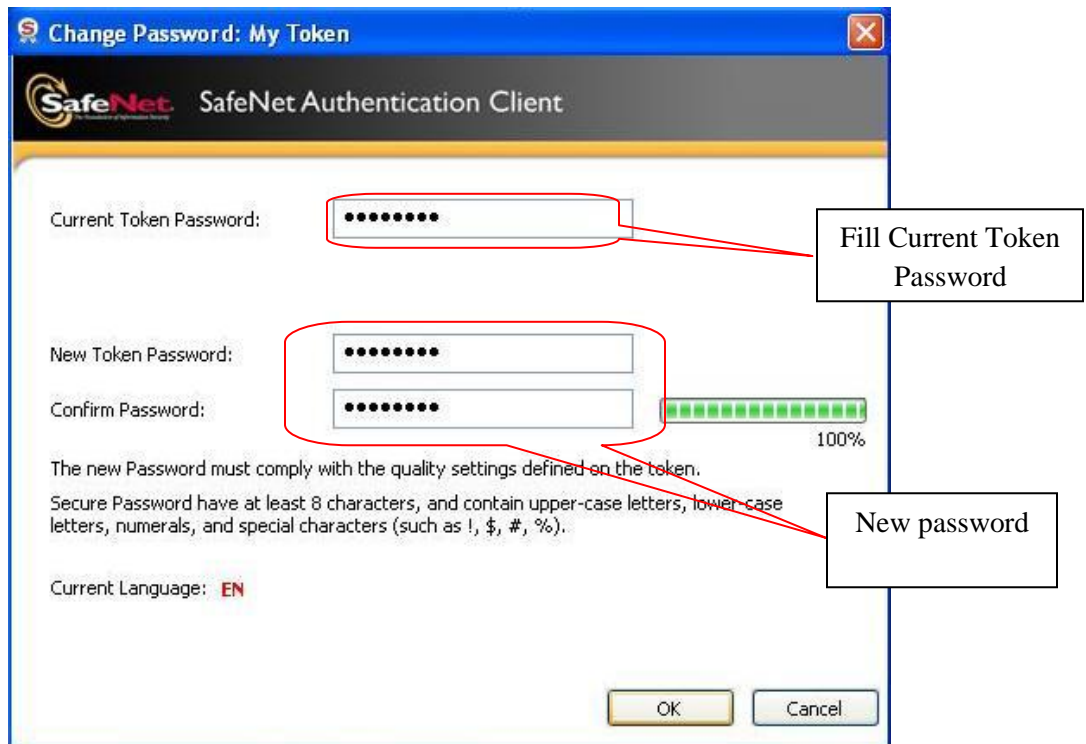 Change Password: My Token
SafeNet. SafeNet Authentication Client
Current Token Password: ••••••••
Fill Current Token
Password
New Token Password: ••••••••
Confirm Password: ••••••••
100%
The new Password must comply with the quality settings defined on the token.
Secure Password have at least 8 characters, and contain upper-case letters, lower-case
letters, numerals, and special characters (such as !, $, #, %).
New password
Current Language: EN
OK Cancel